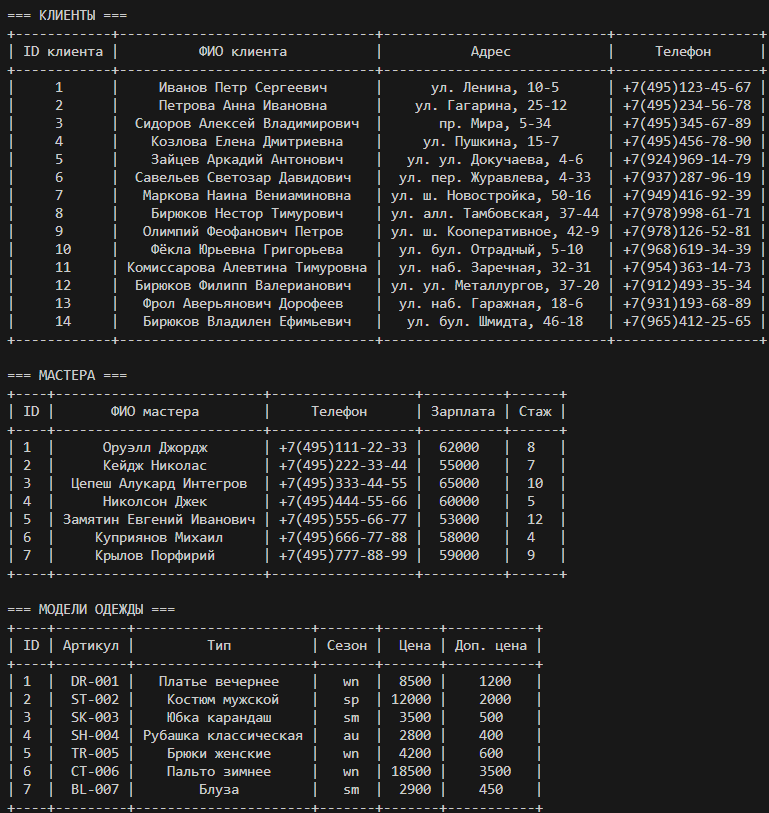 === КЛИЕНТЫ ===
+------------+---------------------------------+----------------------------+------------------+
| ID клиента | ФИО клиента | Адрес | Телефон |
+------------+---------------------------------+----------------------------+------------------+
| 1 | Иванов Петр Сергеевич | ул. Ленина, 10-5 | +7(495)123-45-67 |
| 2 | Петрова Анна Ивановна | ул. Гагарина, 25-12 | +7(495)234-56-78 |
| 3 | Сидоров Алексей Владимирович | пр. Мира, 5-34 | +7(495)345-67-89 |
| 4 | Козлова Елена Дмитриевна | ул. Пушкина, 15-7 | +7(495)456-78-90 |
| 5 | Зайцев Аркадий Антонович | ул. ул. Докучаева, 4-6 | +7(924)969-14-79 |
| 6 | Савельев Светозар Давидович | ул. пер. Журавлева, 4-33 | +7(937)287-96-19 |
| 7 | Маркова Наина Вениаминовна | ул. ш. Новостройка, 50-16 | +7(949)416-92-39 |
| 8 | Бирюков Нестор Тимурович | ул. алл. Тамбовская, 37-44 | +7(978)998-61-71 |
| 9 | Олимпий Феофанович Петров | ул. ш. Кооперативное, 42-9 | +7(978)126-52-81 |
| 10 | Фёкла Юрьевна Григорьева | ул. бул. Отрадный, 5-10 | +7(968)619-34-39 |
| 11 | Комиссарова Алевтина Тимуровна | ул. наб. Заречная, 32-31 | +7(954)363-14-73 |
| 12 | Бирюков Филипп Валерианович | ул. ул. Металлургов, 37-20 | +7(912)493-35-34 |
| 13 | Фрол Аверьянович Дорофеев | ул. наб. Гаражная, 18-6 | +7(931)193-68-89 |
| 14 | Бирюков Владилен Ефимьевич | ул. бул. Шмидта, 46-18 | +7(965)412-25-65 |
+------------+---------------------------------+----------------------------+------------------+
=== МАСТЕРА ===
+----+--------------------------+------------------+----------+------+
| ID | ФИО мастера | Телефон | Зарплата | Стаж |
+----+--------------------------+------------------+----------+------+
| 1 | Оруэлл Джордж | +7(495)111-22-33 | 62000 | 8 |
| 2 | Кейдж Николас | +7(495)222-33-44 | 55000 | 7 |
| 3 | Цепеш Алукард Интегров | +7(495)333-44-55 | 65000 | 10 |
| 4 | Николсон Джек | +7(495)444-55-66 | 60000 | 5 |
| 5 | Замятин Евгений Иванович | +7(495)555-66-77 | 53000 | 12 |
| 6 | Куприянов Михаил | +7(495)666-77-88 | 58000 | 4 |
| 7 | Крылов Порфирий | +7(495)777-88-99 | 59000 | 9 |
+----+--------------------------+------------------+----------+------+
=== МОДЕЛИ ОДЕЖДЫ ===
+----+---------+----------------------+-------+-------+-----------+
| ID | Артикул | Тип | Сезон | Цена | Доп. цена |
+----+---------+----------------------+-------+-------+-----------+
| 1 | DR-001 | Платье вечернее | wn | 8500 | 1200 |
| 2 | ST-002 | Костюм мужской | sp | 12000 | 2000 |
| 3 | SK-003 | Юбка карандаш | sm | 3500 | 500 |
| 4 | SH-004 | Рубашка классическая | au | 2800 | 400 |
| 5 | TR-005 | Брюки женские | wn | 4200 | 600 |
| 6 | CT-006 | Пальто зимнее | wn | 18500 | 3500 |
| 7 | BL-007 | Блуза | sm | 2900 | 450 |
+----+---------+----------------------+-------+-------+-----------+